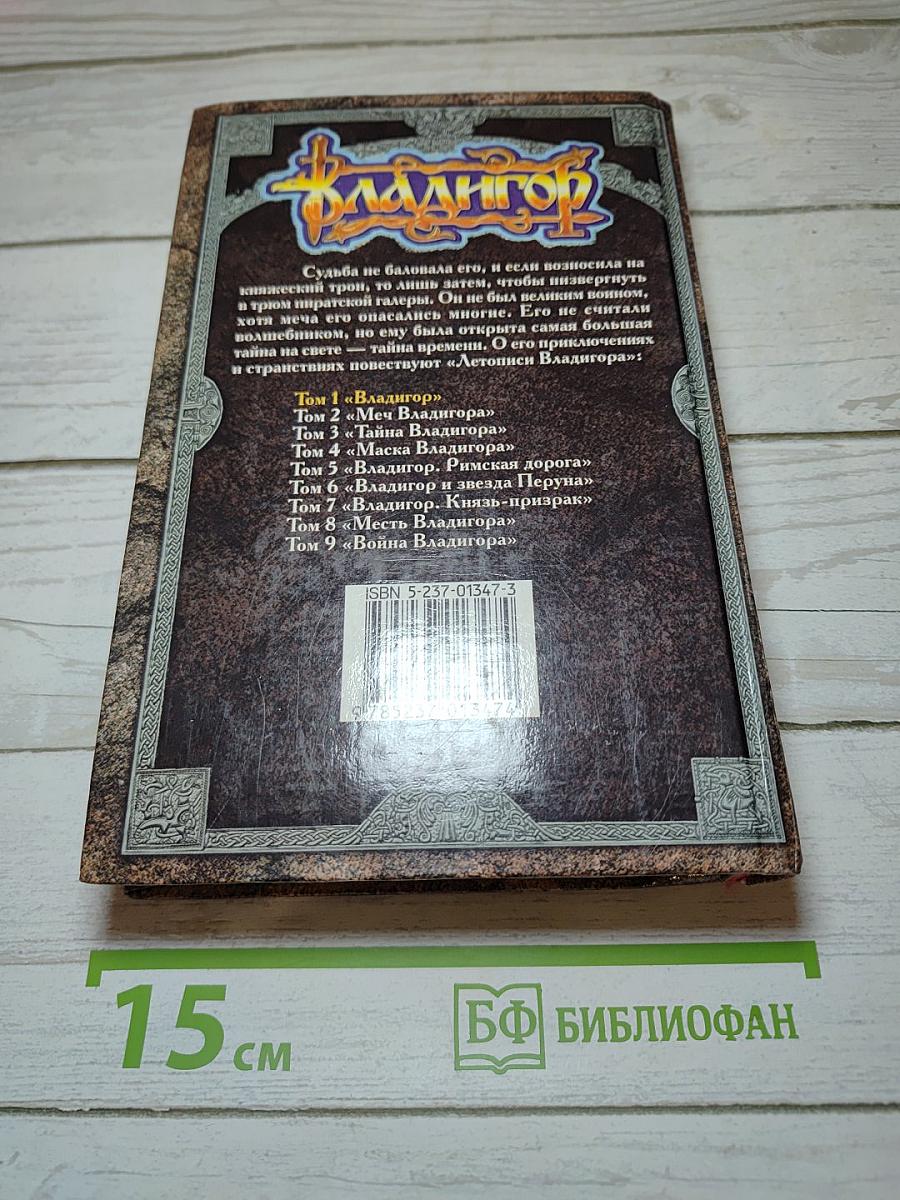 Владигор
Судьба не баловала его, и если возносила на
княжеский трон, то лишь затем, чтобы низвергнуть
в трюм пиратской галеры. Он не был великим воином,
хотя меча его опасались многие. Его не считали
волшебником, но ему была открыта самая большая
тайна на свете — тайна времени. О его приключениях
и странствиях повествуют «Летописи Владигора»:
Том 1 «Владигор»
Том 2 «Меч Владигора»
Том 3 «Тайна Владигора»
Том 4 «Маска Владигора»
Том 5 «Владигор. Римская дорога»
Том 6 «Владигор и звезда Перуна»
Том 7 «Владигор. Князь-призрак»
Том 8 «Месть Владигора»
Том 9 «Война Владигора»
ISBN 5-237-01347-3
9 785237 013474
15 см
БФ БИБЛИОФАН